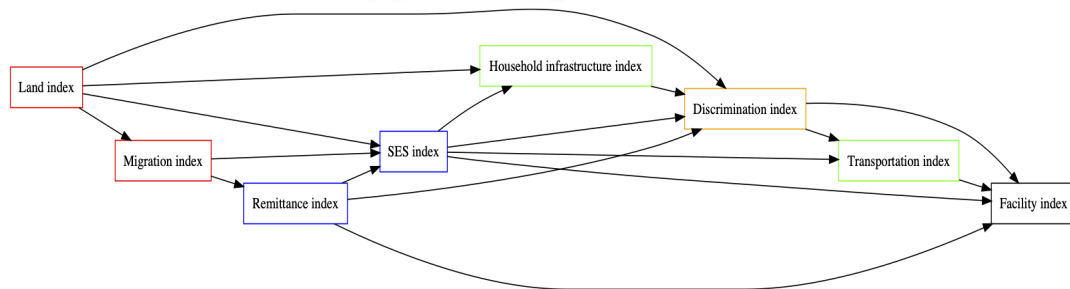 Household infrastructure index
Land index
Discrimination index
SES index
Migration index
Transportation index
Remittance index
Facility index